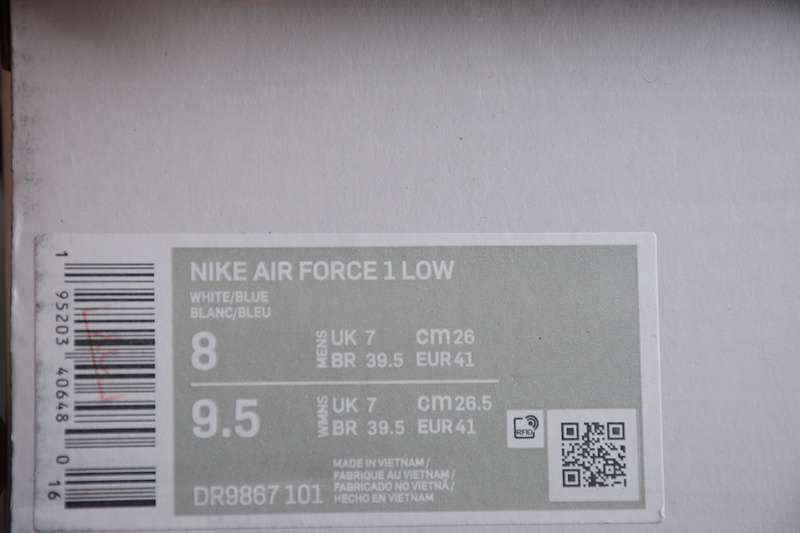 NIKE AIR FORCE 1 LOW
WHITE/BLUE
BLANC/BLEU
8 MENS UK 7 cm 26
BR 39.5 EUR 41
9.5 WMNS UK 7 cm 26.5
BR 39.5 EUR 41
RFID
MADE IN VIETNAM /
FABRIQUE AU VIETNAM /
FABRICADO NO VIETNÃ /
HECHO EN VIETNAM
DR9867 101
1 95203 40648 0 16